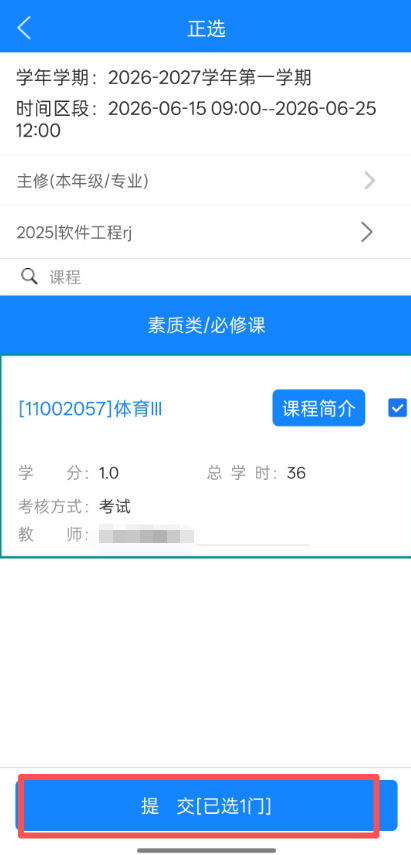 正选
学年学期：2026-2027学年第一学期
时间区段：2026-06-15 09:00--2026-06-25
12:00
主修(本年级/专业)
2025|软件工程rj
课程
素质类/必修课
[11002057]体育III 课程简介
学 分：1.0 总 学 时：36
考核方式：考试
教 师：
提 交[已选1门]